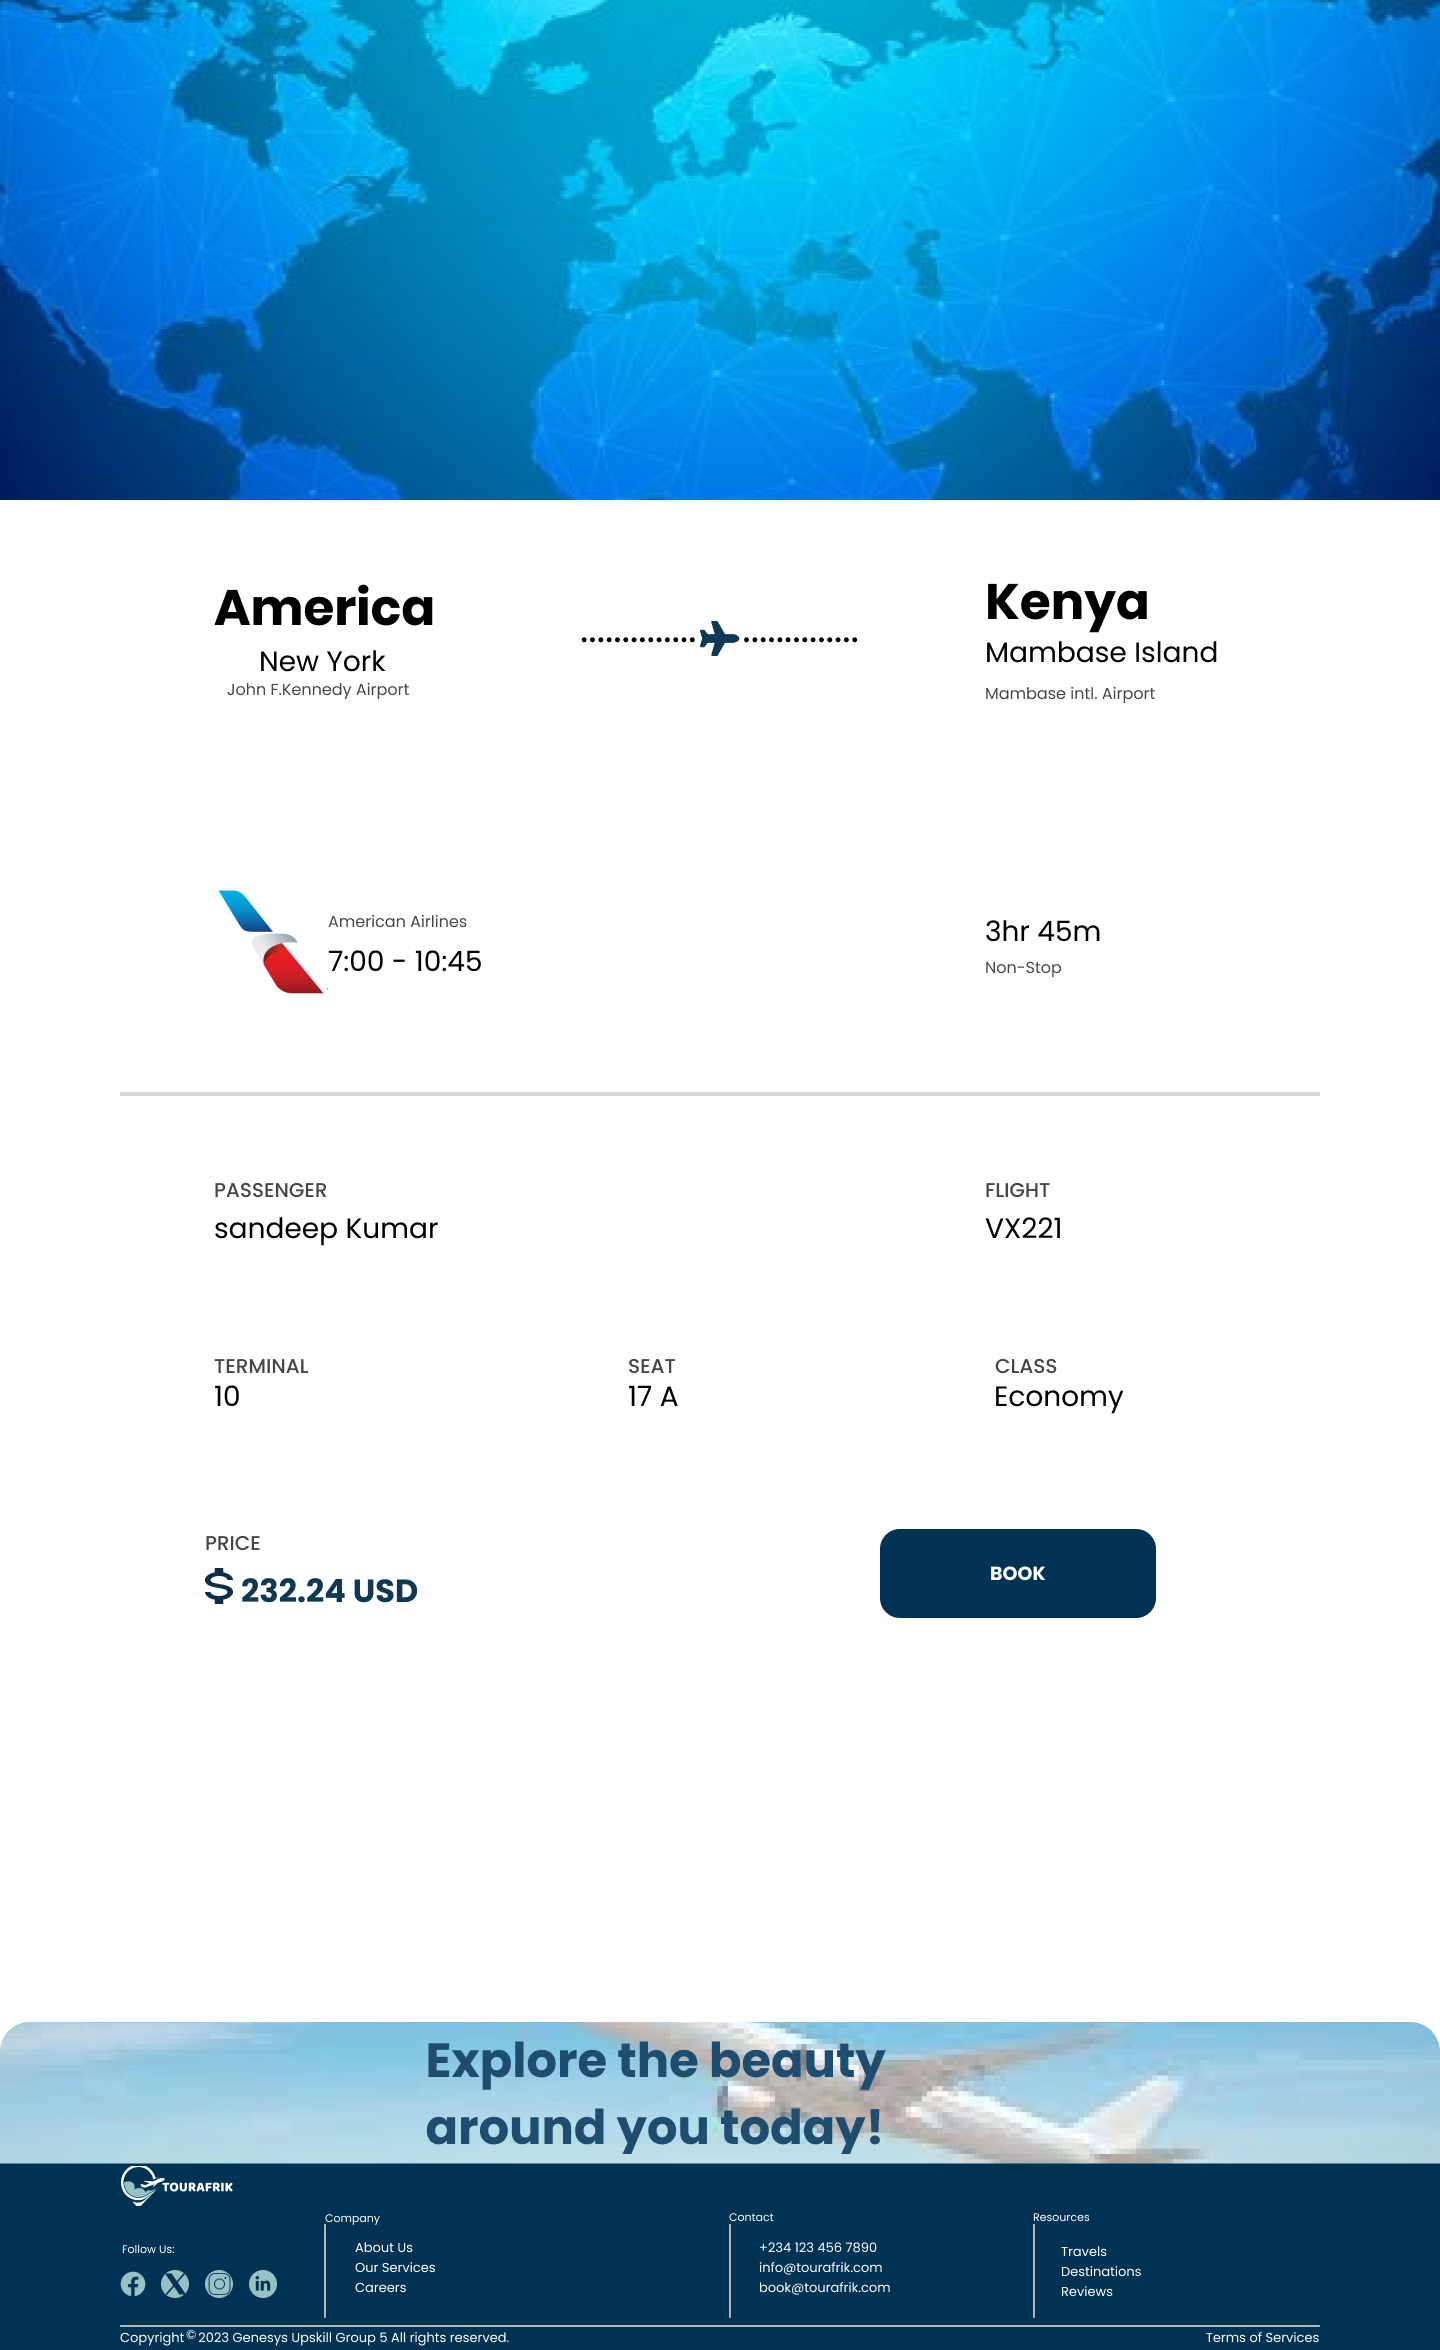 America
New York
John F.Kennedy Airport
Kenya
Mambase Island
Mambase intl. Airport
American Airlines
7:00 - 10:45
3hr 45m
Non-Stop
PASSENGER
sandeep Kumar
FLIGHT
VX221
TERMINAL
10
SEAT
17 A
CLASS
Economy
PRICE
$ 232.24 USD
BOOK
Explore the beauty
around you today!
TOURAFRIK
Follow Us:
Company
About Us
Our Services
Careers
Contact
+234 123 456 7890
info@tourafrik.com
book@tourafrik.com
Resources
Travels
Destinations
Reviews
Copyright © 2023 Genesys Upskill Group 5 All rights reserved.
Terms of Services